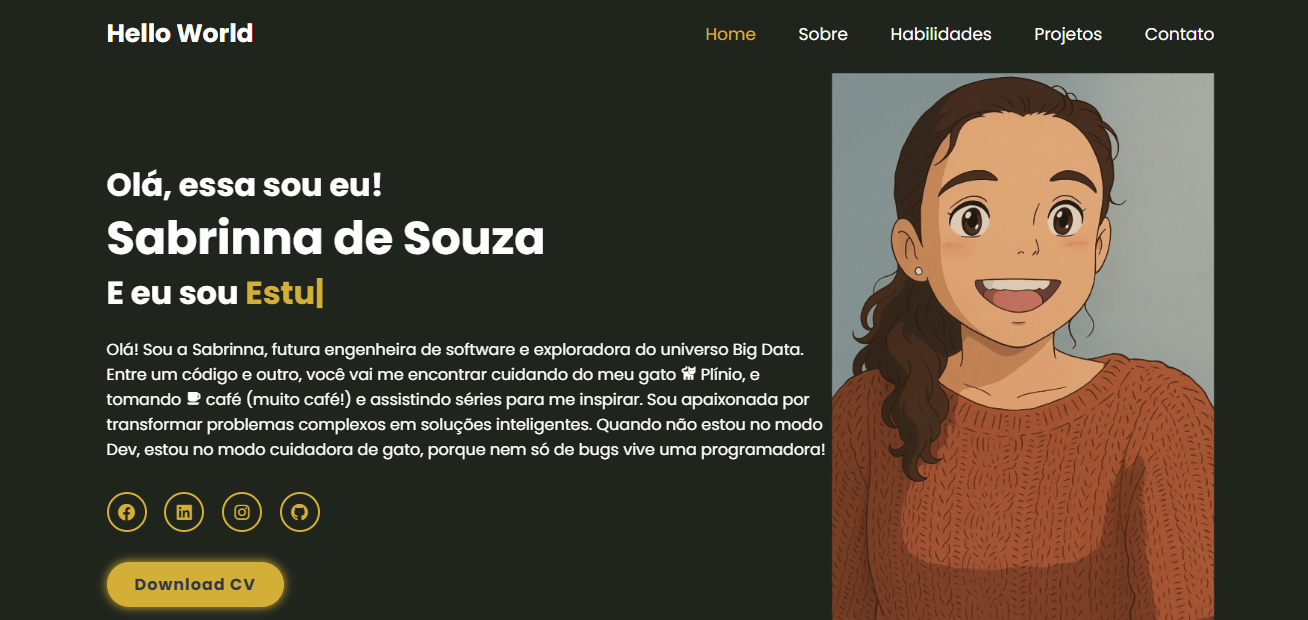 Hello World
Home Sobre Habilidades Projetos Contato
Olá, essa sou eu!
Sabrinna de Souza
E eu sou Estu|
Olá! Sou a Sabrinna, futura engenheira de software e exploradora do universo Big Data.
Entre um código e outro, você vai me encontrar cuidando do meu gato Plínio, e
tomando café (muito café!) e assistindo séries para me inspirar. Sou apaixonada por
transformar problemas complexos em soluções inteligentes. Quando não estou no modo
Dev, estou no modo cuidadora de gato, porque nem só de bugs vive uma programadora!
Download CV